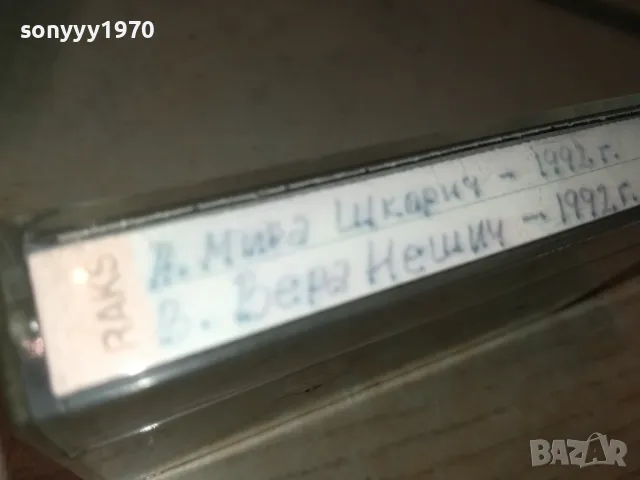 sonyyy1970
RAKS
А. Мира Шкарич - 1992 г.
В. Вера Нешич - 1992 г.
BAZAR